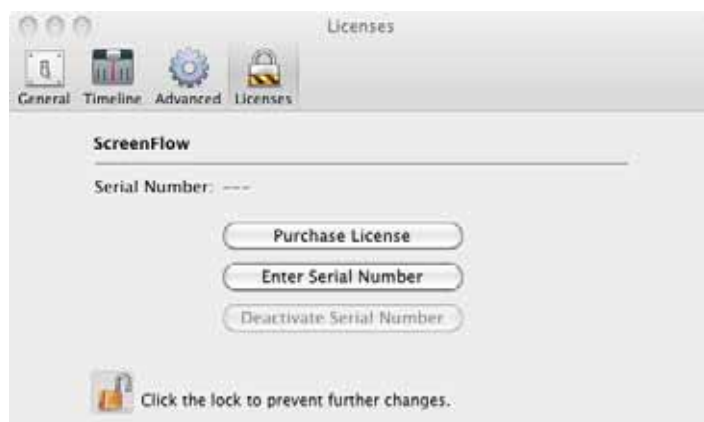 Licenses
General Timeline Advanced Licenses
ScreenFlow
Serial Number: ---
Purchase License
Enter Serial Number
Deactivate Serial Number
Click the lock to prevent further changes.